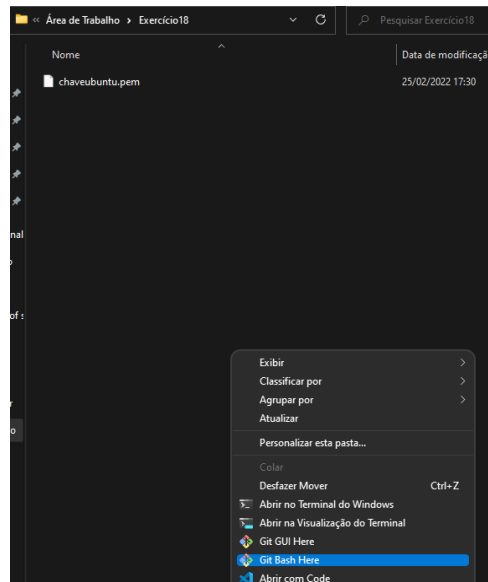 « Área de Trabalho › Exercício18
Pesquisar Exercício18
Nome
Data de modificaçã
chaveubuntu.pem
25/02/2022 17:30
nal
of s
r
o
Exibir
Classificar por
Agrupar por
Atualizar
Personalizar esta pasta...
Colar
Desfazer Mover Ctrl+Z
Abrir no Terminal do Windows
Abrir na Visualização do Terminal
Git GUI Here
Git Bash Here
Abrir com Code